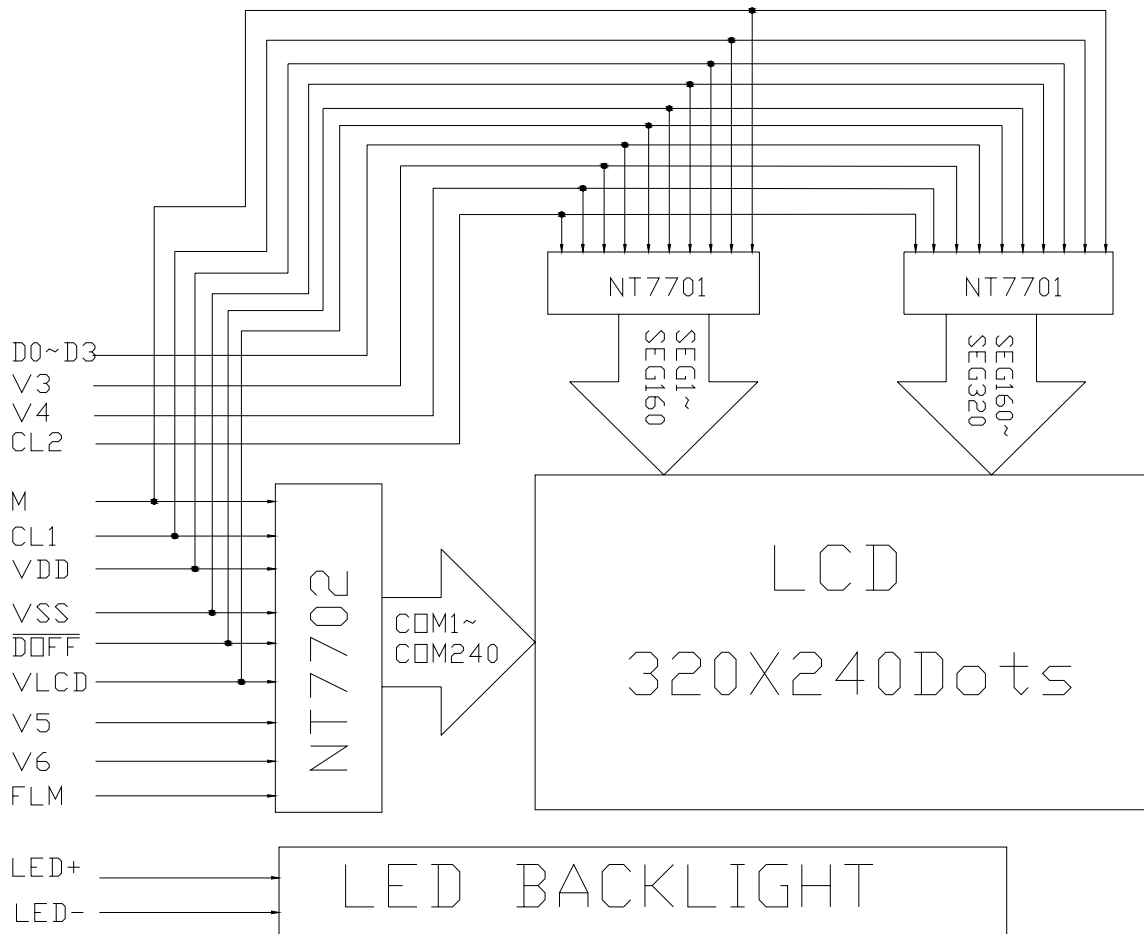 NT7701
NT7701
SEG1~
SEG160
SEG160~
SEG320
D0~D3
V3
V4
CL2
M
CL1
VDD
VSS
DOFF
VLCD
V5
V6
FLM
NT7702
COM1~
COM240
LCD
320X240Dots
LED+
LED-
LED BACKLIGHT